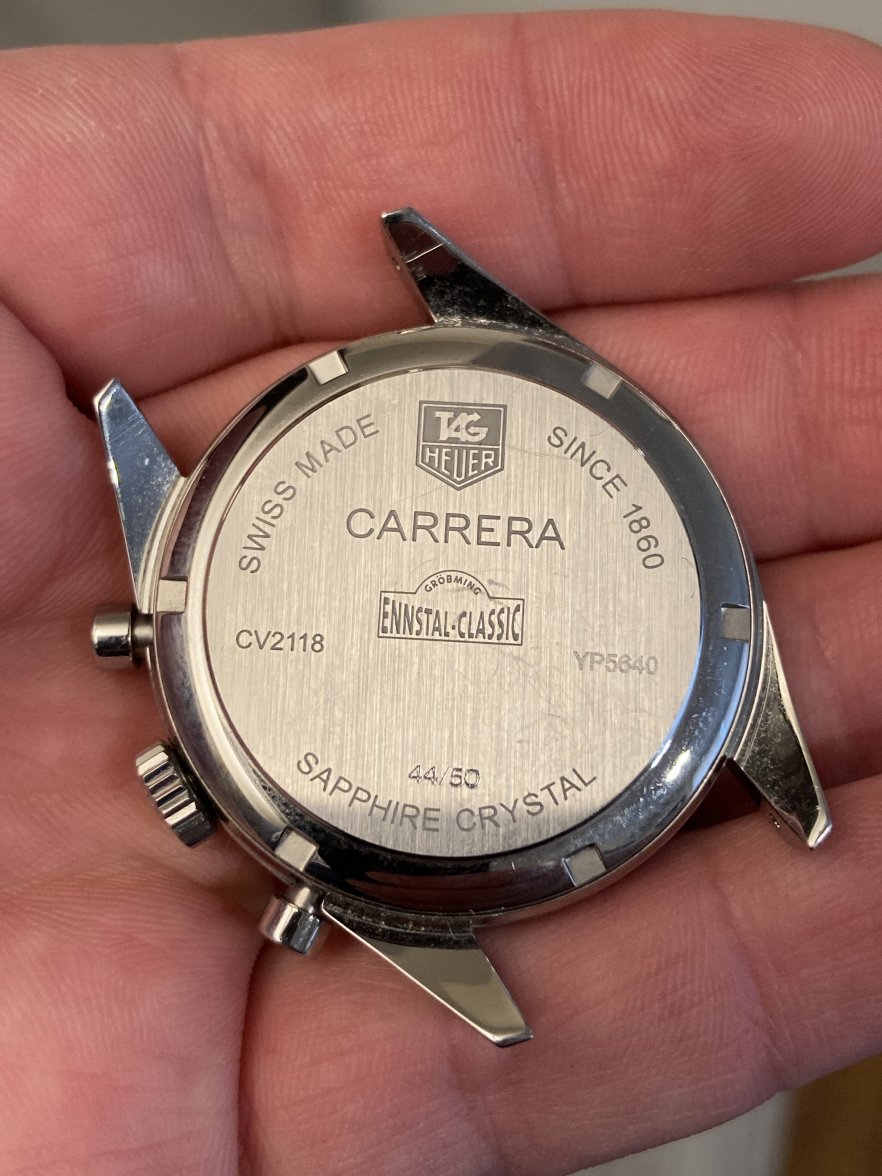 TAG
HEUER
SWISS MADE
SINCE 1860
CARRERA
GRÖBMING
ENNSTAL-CLASSIC
CV2118
YP5640
44/50
SAPPHIRE CRYSTAL